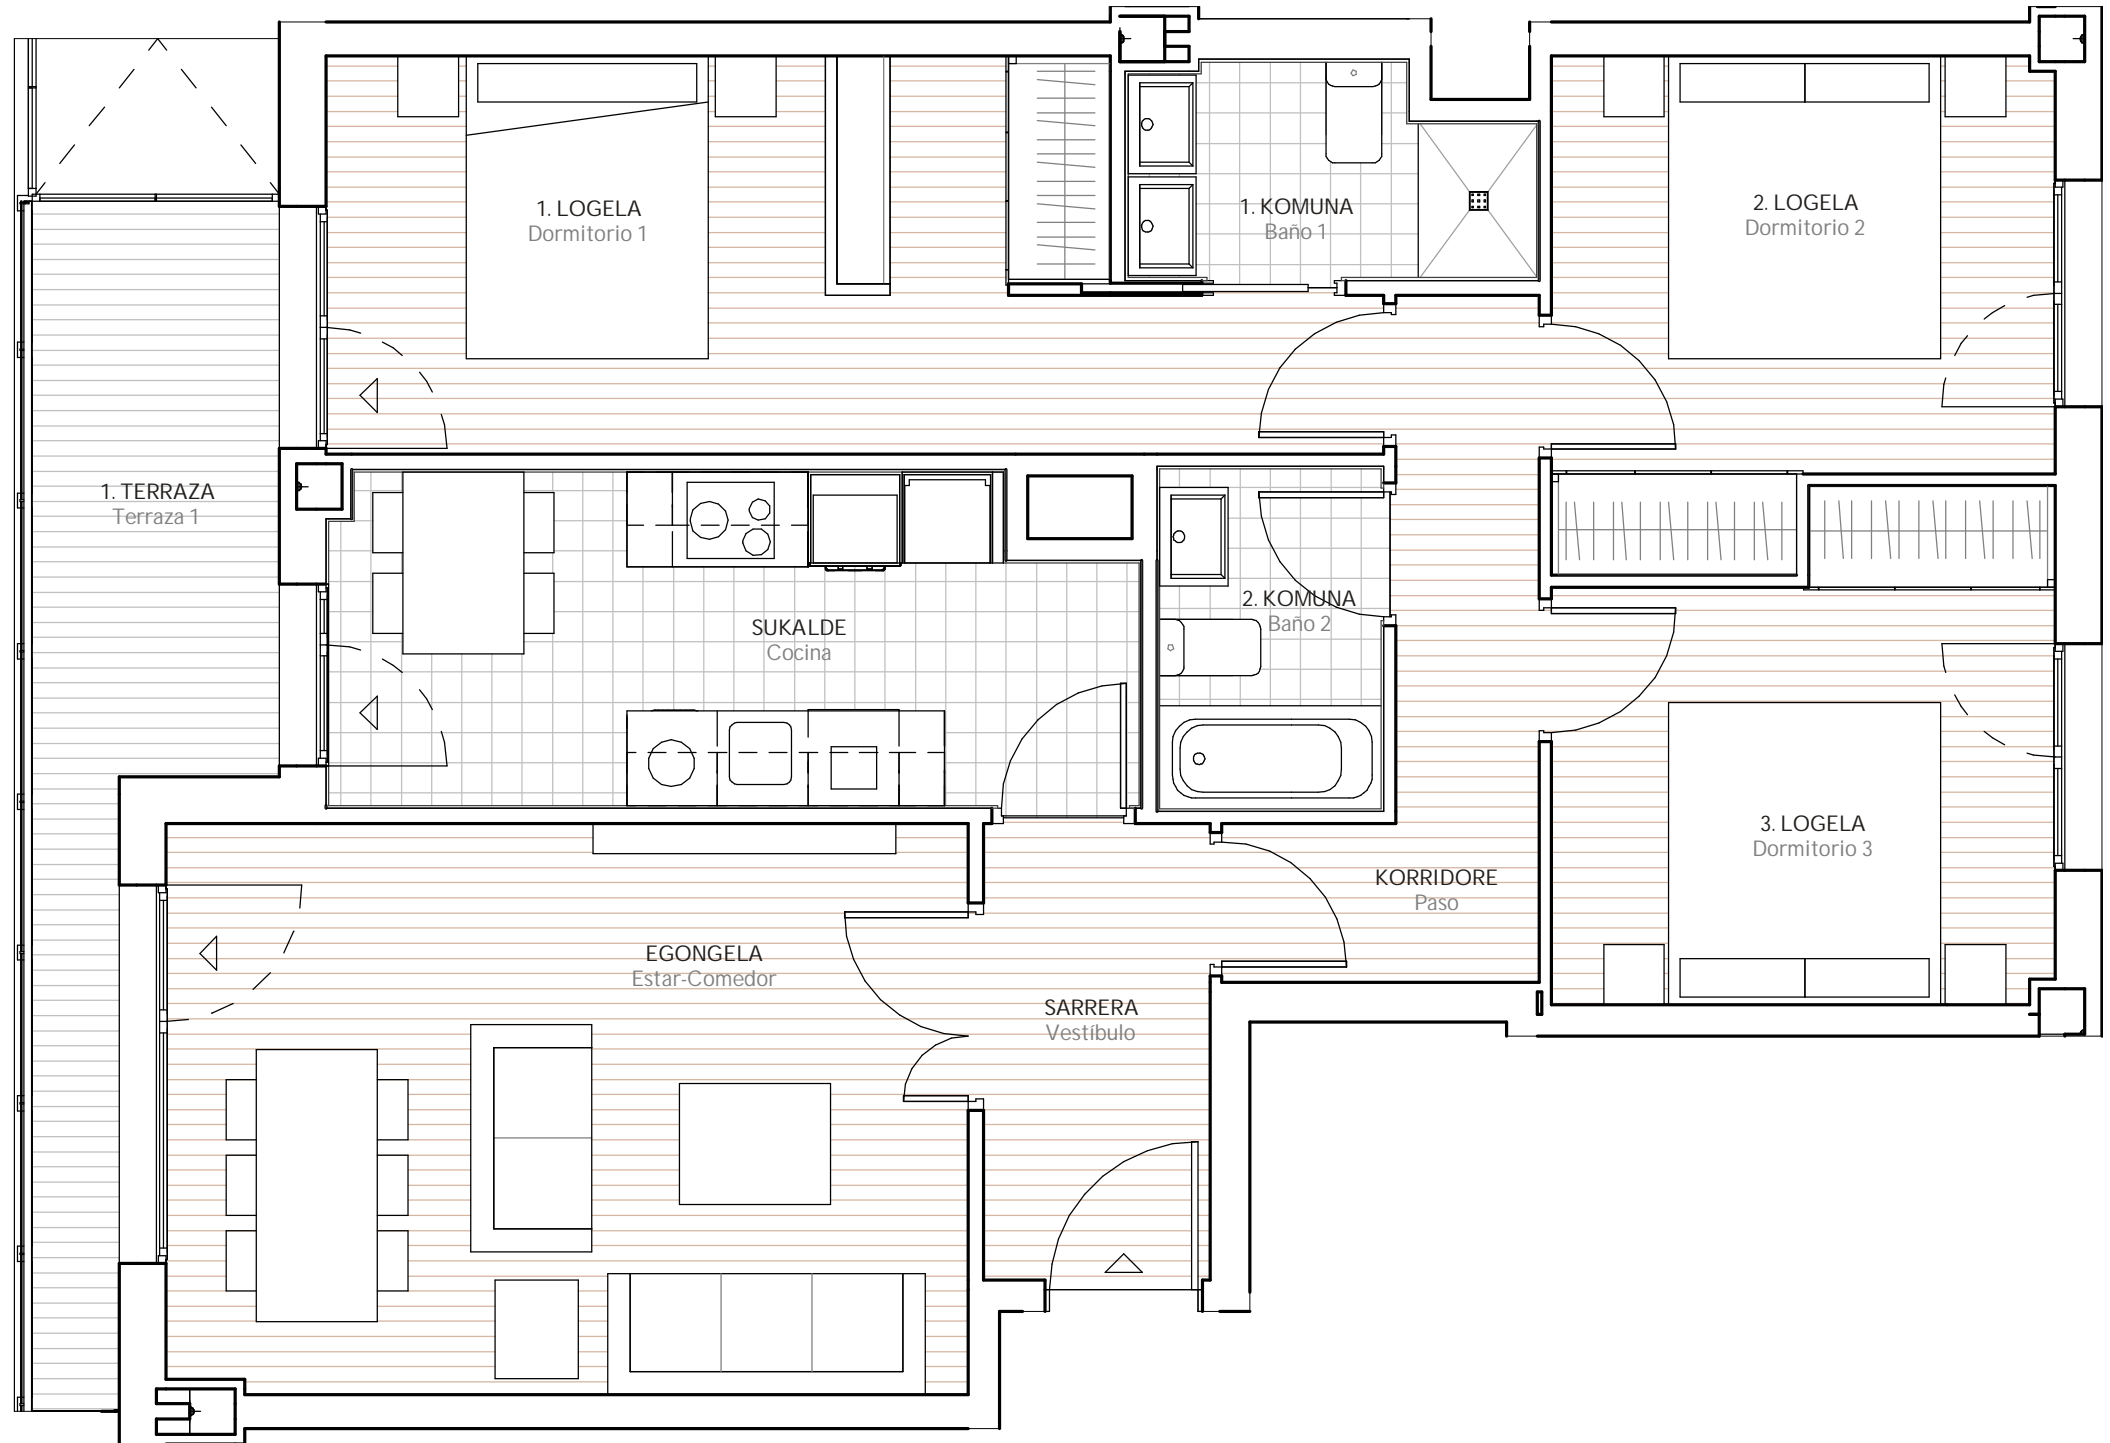 1. LOGELA
Dormitorio 1
1. KOMUNA
Baño 1
2. LOGELA
Dormitorio 2
1. TERRAZA
Terraza 1
SUKALDE
Cocina
2. KOMUNA
Baño 2
3. LOGELA
Dormitorio 3
KORRIDORE
Paso
EGONGELA
Estar-Comedor
SARRERA
Vestíbulo